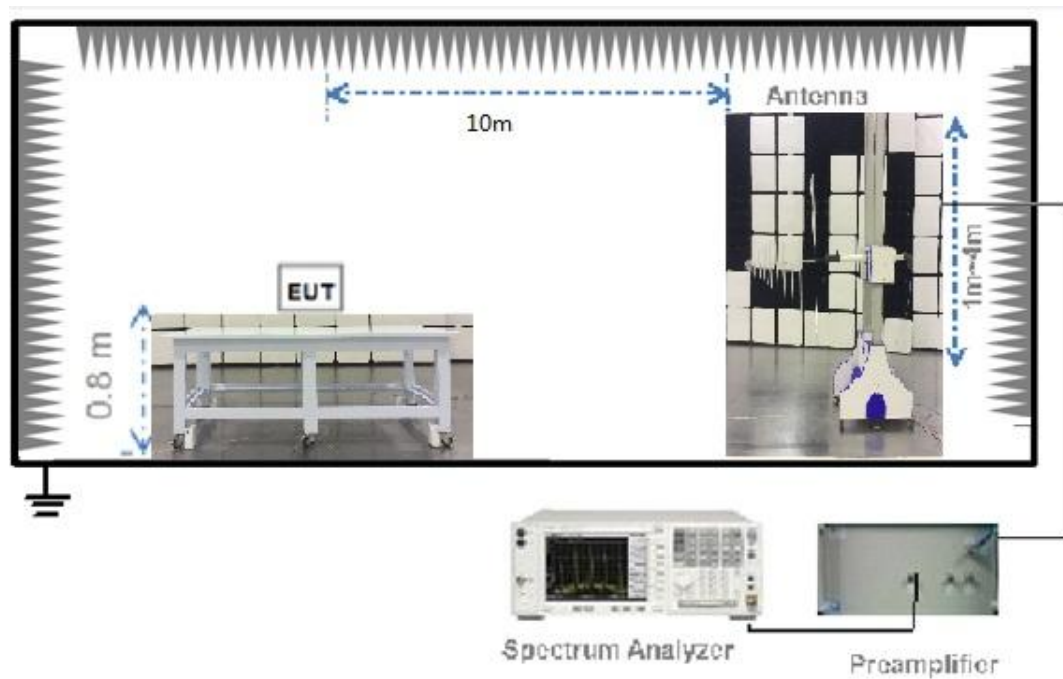 Antenna
10m
1m~4m
EUT
0.8 m
Spectrum Analyzer
Preamplifier